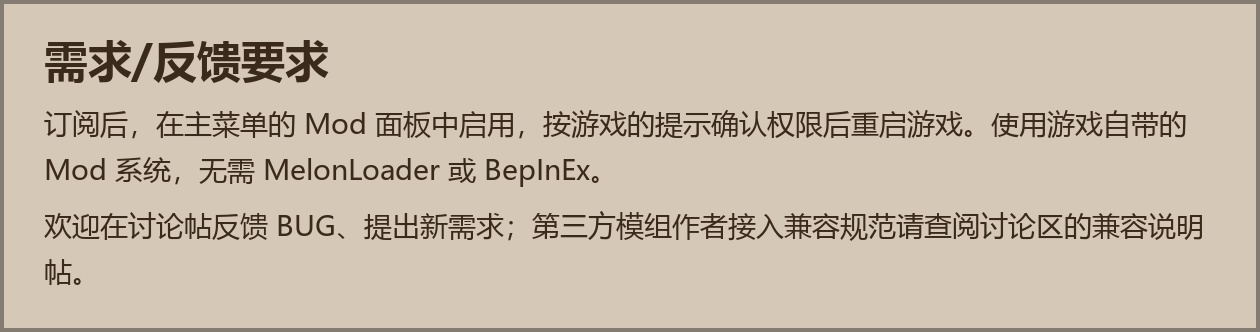 需求/反馈要求
订阅后，在主菜单的 Mod 面板中启用，按游戏的提示确认权限后重启游戏。使用游戏自带的
Mod 系统，无需 MelonLoader 或 BepInEx。
欢迎在讨论帖反馈 BUG、提出新需求；第三方模组作者接入兼容规范请查阅讨论区的兼容说明
帖。